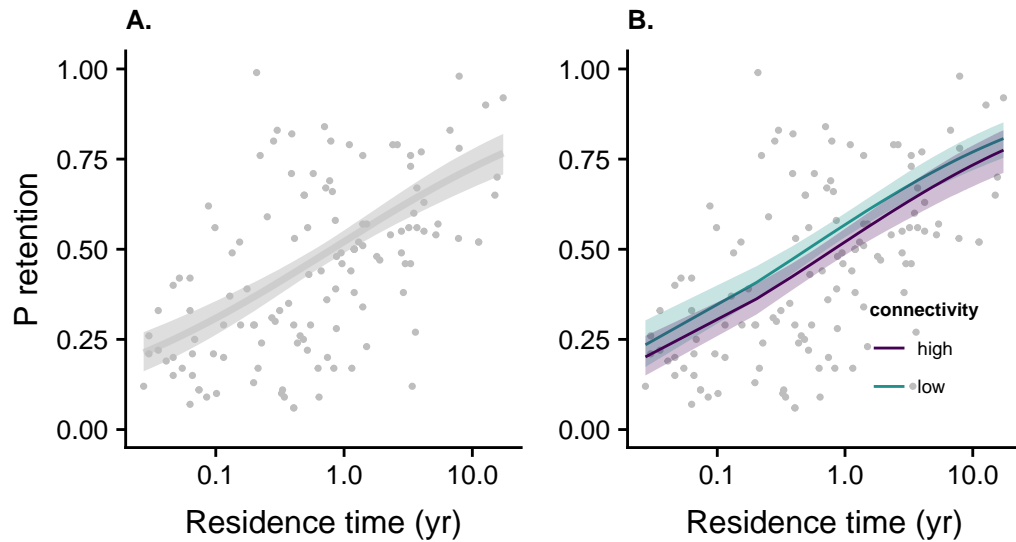 A.
B.
P retention
1.00
0.75
0.50
0.25
0.00
0.1
1.0
10.0
Residence time (yr)
1.00
0.75
0.50
0.25
0.00
connectivity
high
low
0.1
1.0
10.0
Residence time (yr)